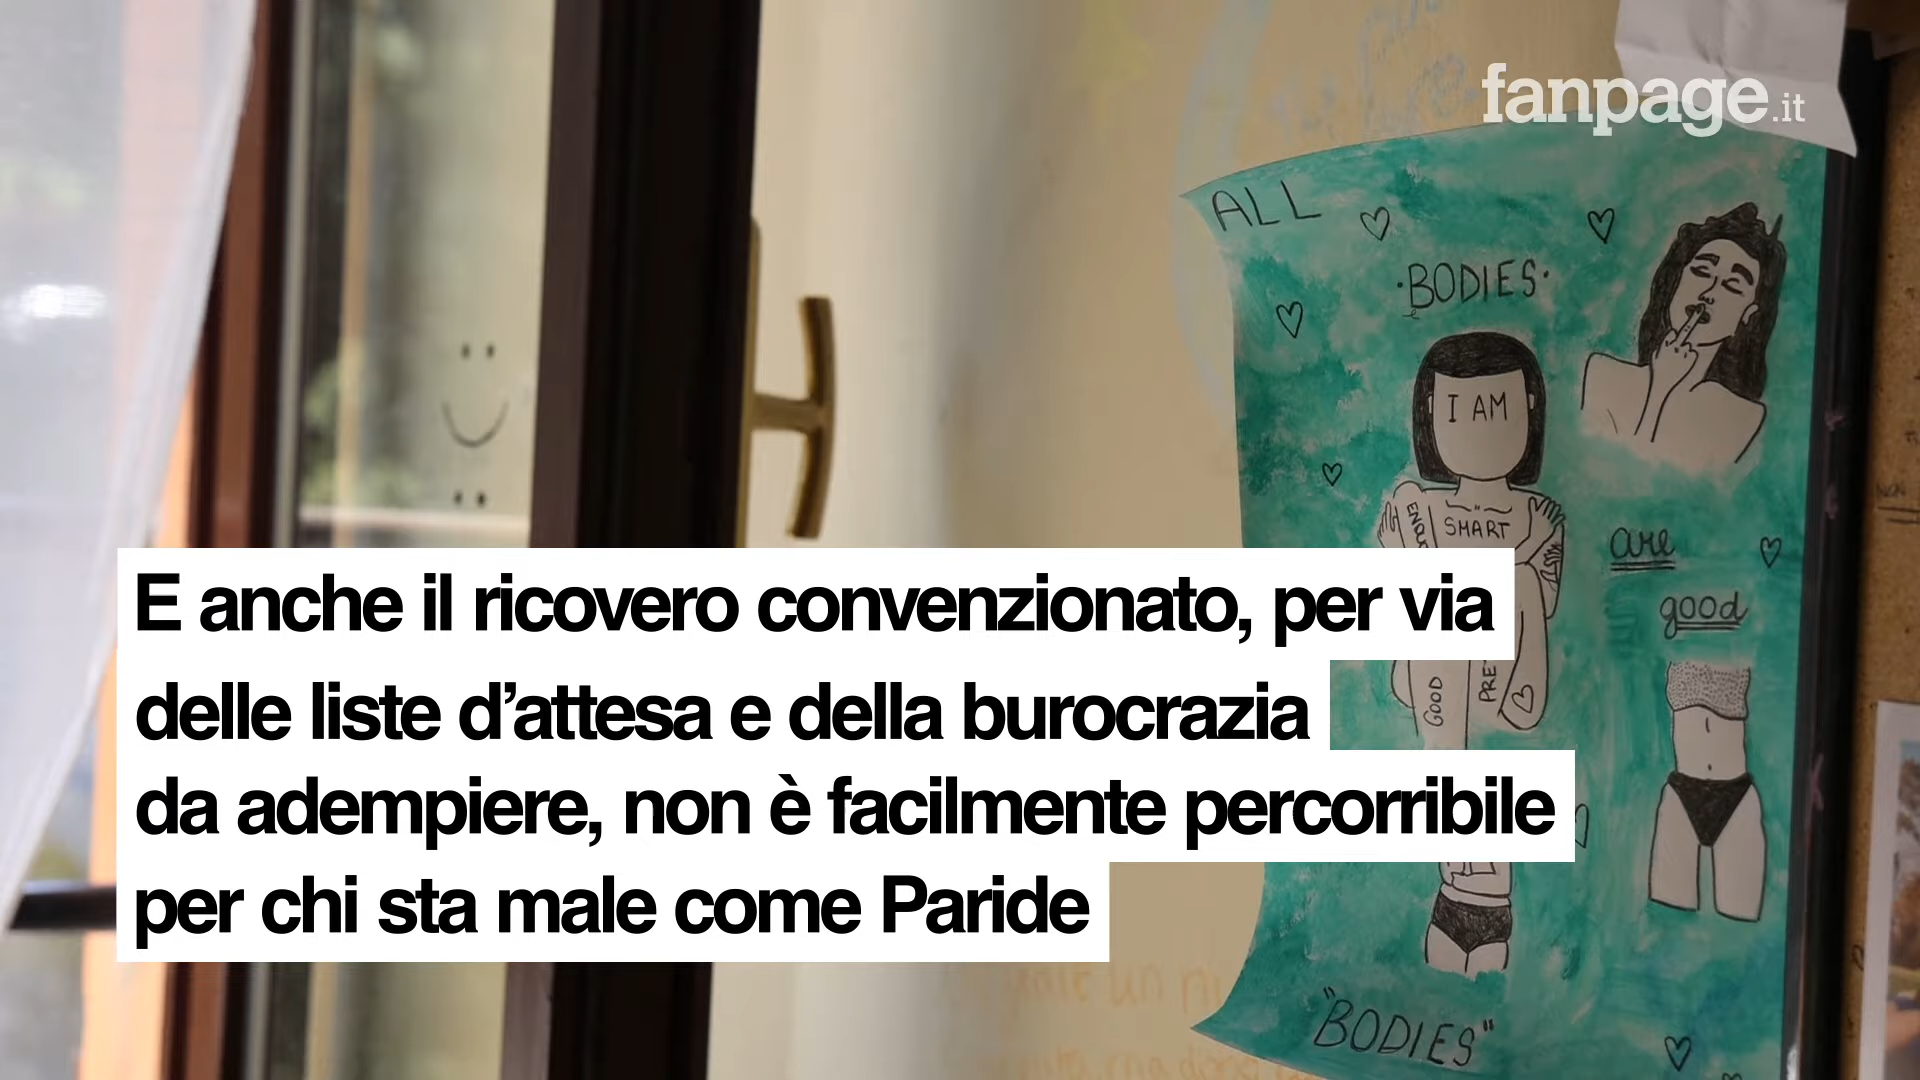 fanpage.it
ALL
BODIES
I AM
SMART
are
good
E anche il ricovero convenzionato, per via
delle liste d’attesa e della burocrazia
da adempiere, non è facilmente percorribile
per chi sta male come Paride
GOOD
"BODIES"